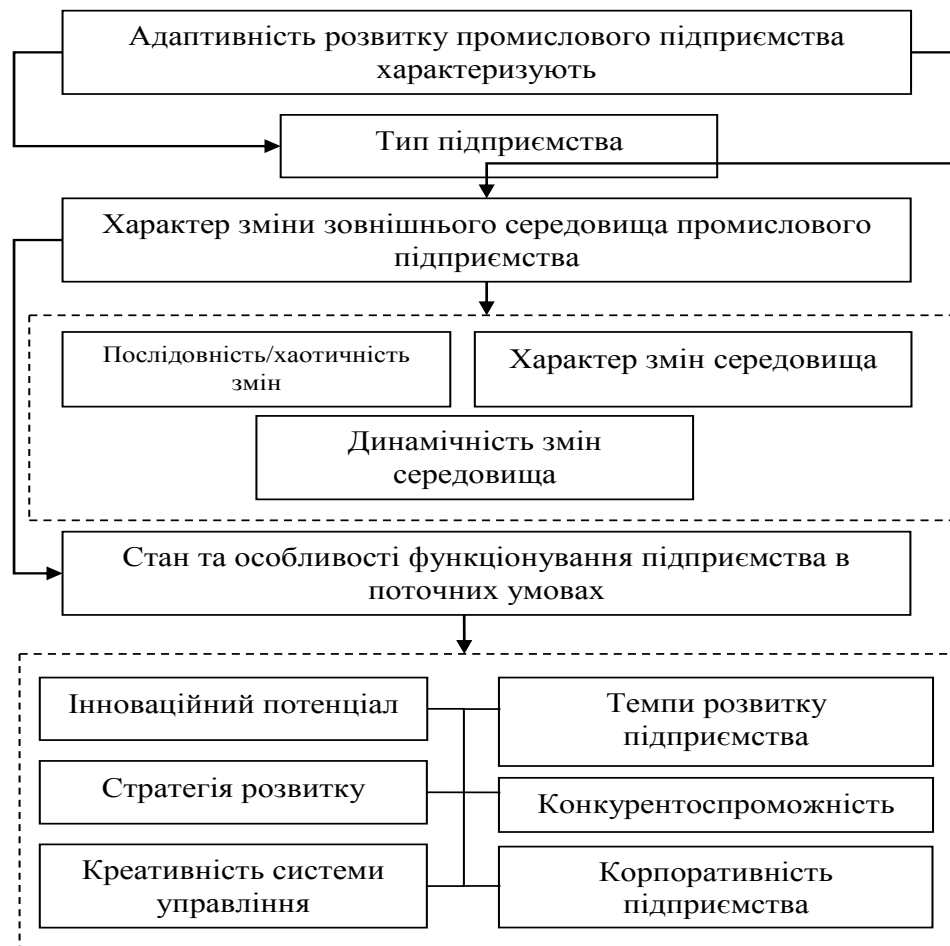 Адаптивність розвитку промислового підприємства
характеризують
Тип підприємства
Характер зміни зовнішнього середовища промислового
підприємства
Послідовність/хаотичність
змін
Характер змін середовища
Динамічність змін
середовища
Стан та особливості функціонування підприємства в
поточних умовах
Інноваційний потенціал
Темпи розвитку
підприємства
Стратегія розвитку
Конкурентоспроможність
Креативність системи
управління
Корпоративність
підприємства